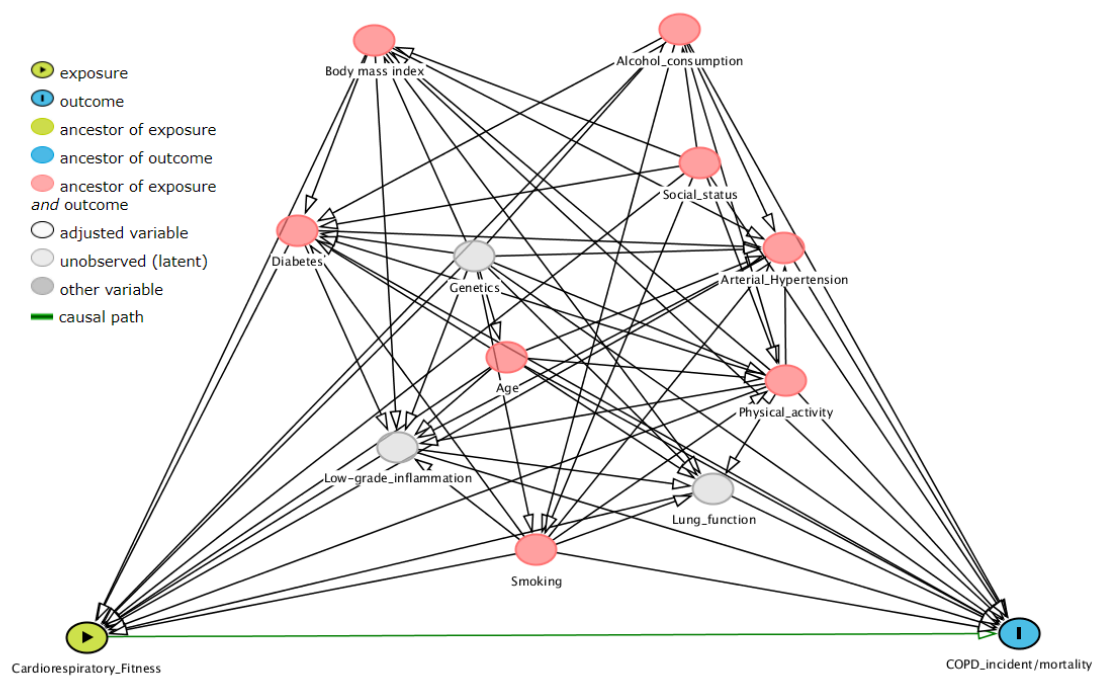 Alcohol_consumption
Body mass index
exposure
outcome
ancestor of exposure
ancestor of outcome
ancestor of exposure
and outcome
adjusted variable
unobserved (latent)
other variable
causal path
Social_status
Diabetes
Arterial_Hypertension
Genetics
Age
Physical_activity
Low-grade_inflammation
Lung_function
Smoking
Cardiorespiratory_Fitness
COPD_incident/mortality